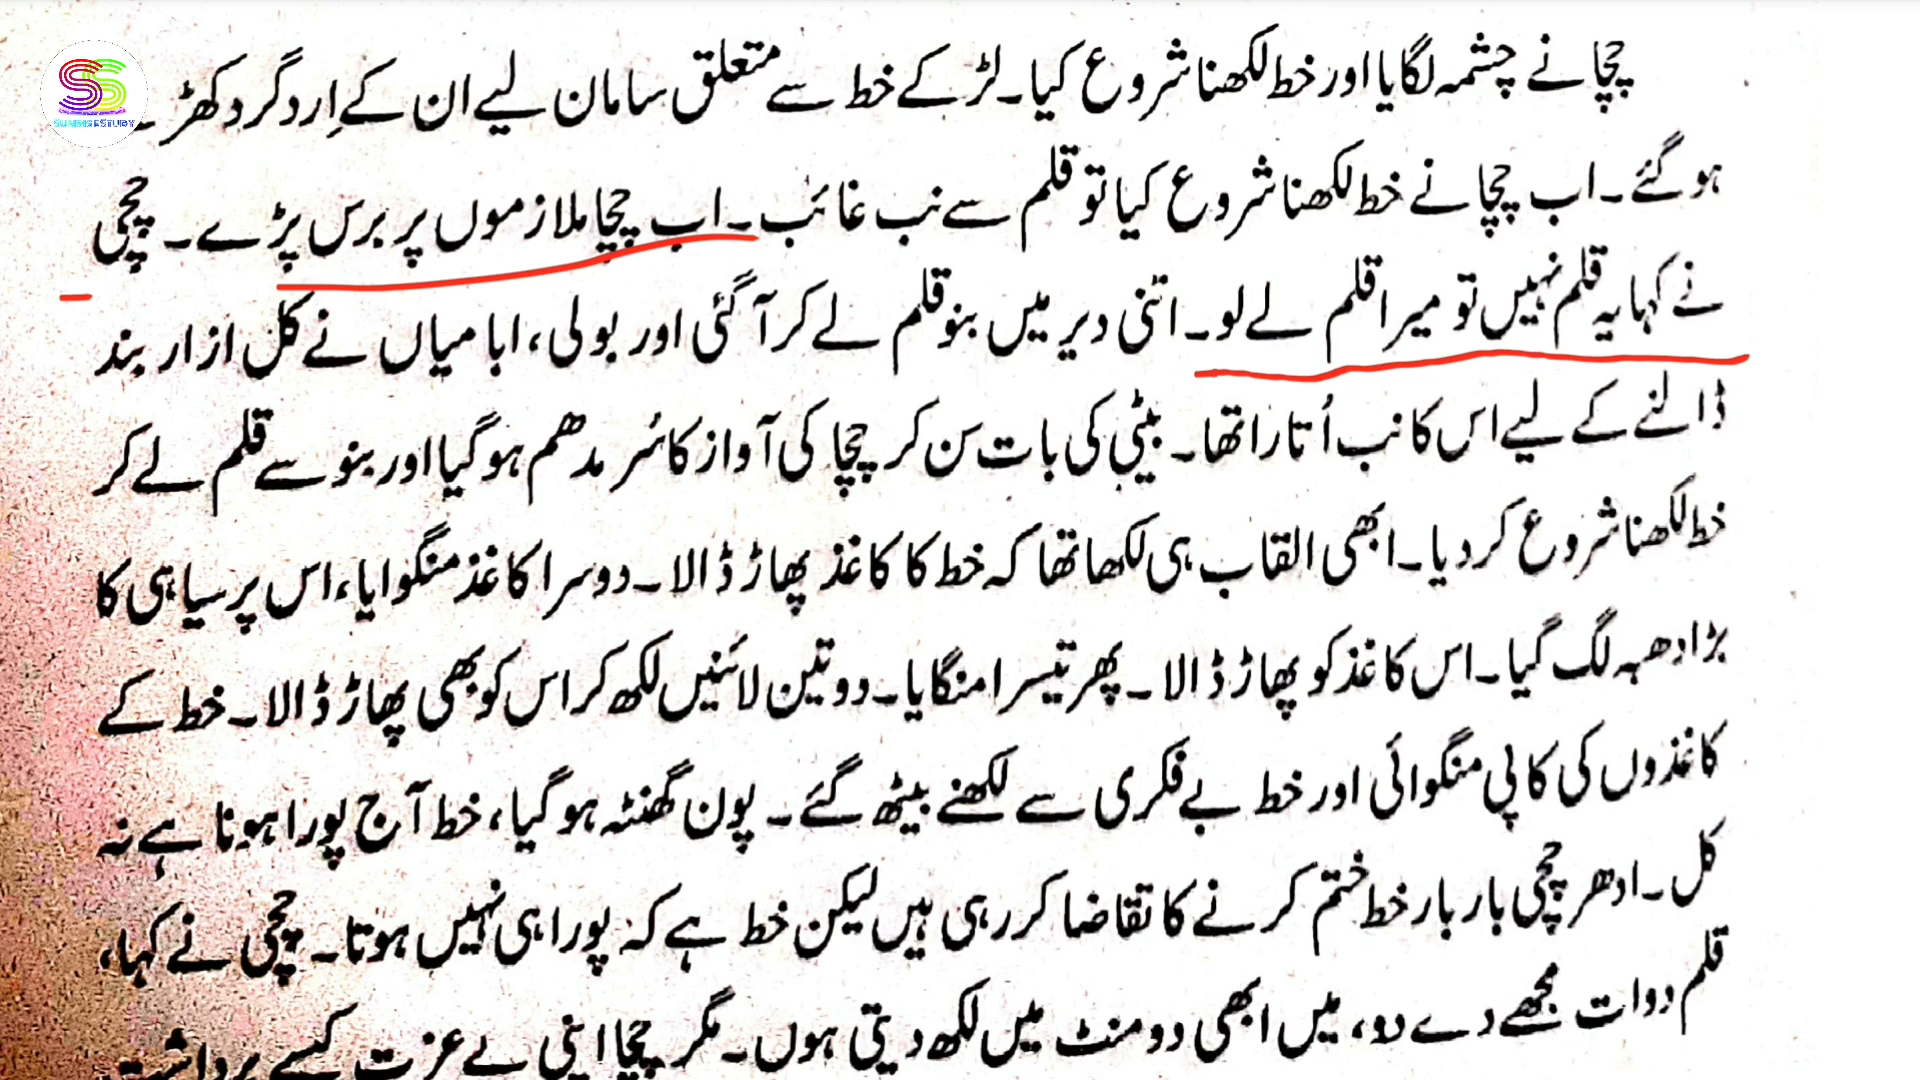 SS
SUNRISESTUDY
چچا نے چشمہ لگایا اور خط لکھنا شروع کیا۔ لڑکے خط سے متعلق سامان لیے ان کے اِرد گرد کھڑے
ہوگئے۔ اب چچا نے خط لکھنا شروع کیا تو قلم سے نب غائب۔ اب چچا ملازموں پر برس پڑے۔ چچی
نے کہا یہ قلم نہیں تو میرا قلم لے لو۔ اتنی دیر میں بنو قلم لے کر آ گئی اور بولی، ابا میاں نے کل ازار بند
ڈالنے کے لیے اس کا نب اُتارا تھا۔ بیٹی کی بات سن کر چچا کی آواز کا سُر مدھم ہوگیا اور بنو سے قلم لے کر
خط لکھنا شروع کر دیا۔ ابھی القاب ہی لکھا تھا کہ خط کا کاغذ پھاڑ ڈالا۔ دوسرا کاغذ منگوایا، اس پر سیاہی کا
بڑا دھبہ لگ گیا۔ اس کاغذ کو پھاڑ ڈالا۔ پھر تیسرا منگایا۔ دو تین لائنیں لکھ کر اس کو بھی پھاڑ ڈالا۔ خط کے
کاغذوں کی کاپی منگوائی اور خط بے فکری سے لکھنے بیٹھ گئے۔ پون گھنٹہ ہوگیا، خط آج پورا ہونا ہے نہ
کل۔ ادھر چچی بار بار خط ختم کرنے کا تقاضا کر رہی ہیں لیکن خط ہے کہ پورا ہی نہیں ہوتا۔ چچی نے کہا،
قلم دوات مجھے دے دو، میں ابھی دو منٹ میں لکھ دیتی ہوں۔ مگر چچا اپنی بے عزت کیسے برداشت